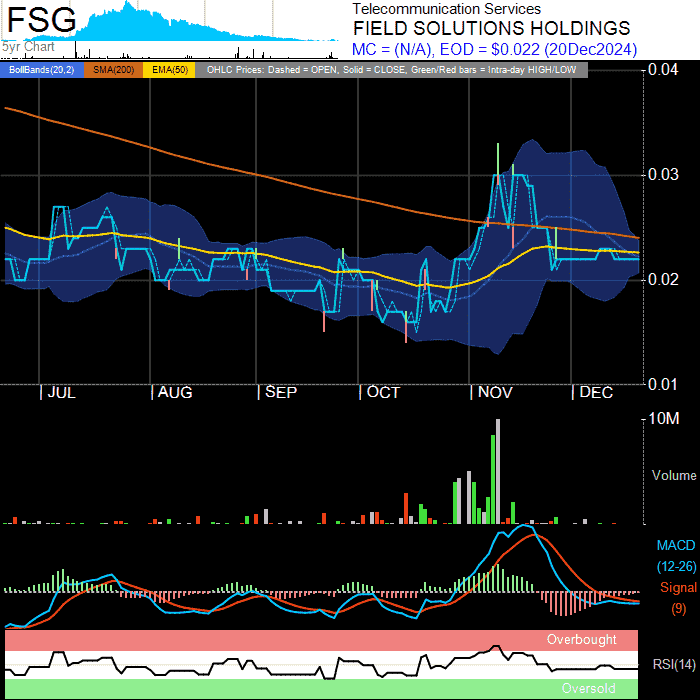 FSG
5yr Chart
Telecommunication Services
FIELD SOLUTIONS HOLDINGS
MC = (N/A), EOD = $0.022 (20Dec2024)
BollBands(20,2) SMA(200) EMA(50) OHLC Prices: Dashed = OPEN, Solid = CLOSE, Green/Red bars = Intra-day HIGH/LOW
0.04
0.03
0.02
0.01
| JUL | AUG | SEP | OCT | NOV | DEC
10M
Volume
MACD
(12-26)
Signal
(9)
Overbought
RSI(14)
Oversold